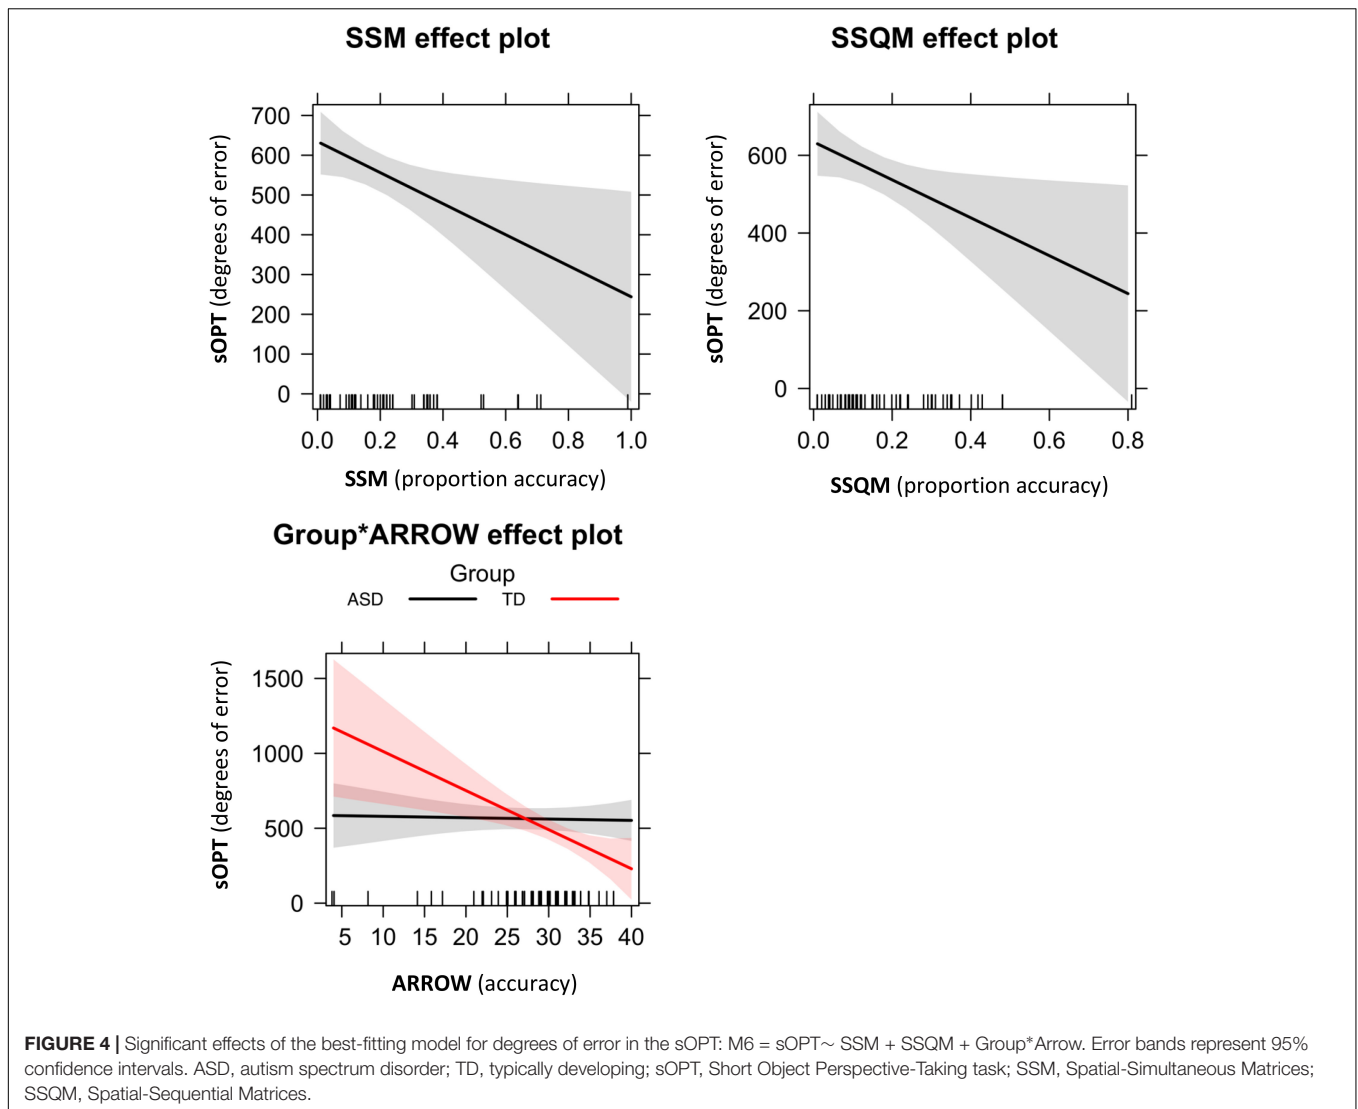 SSM effect plot
sOPT (degrees of error)
700
600
500
400
300
200
100
0
0.0 0.2 0.4 0.6 0.8 1.0
SSM (proportion accuracy)
SSQM effect plot
sOPT (degrees of error)
600
400
200
0
0.0 0.2 0.4 0.6 0.8
SSQM (proportion accuracy)
Group*ARROW effect plot
Group
ASD TD
sOPT (degrees of error)
1500
1000
500
0
5 10 15 20 25 30 35 40
ARROW (accuracy)
FIGURE 4 | Significant effects of the best-fitting model for degrees of error in the sOPT: M6 = sOPT~ SSM + SSQM + Group*Arrow. Error bands represent 95%
confidence intervals. ASD, autism spectrum disorder; TD, typically developing; sOPT, Short Object Perspective-Taking task; SSM, Spatial-Simultaneous Matrices;
SSQM, Spatial-Sequential Matrices.